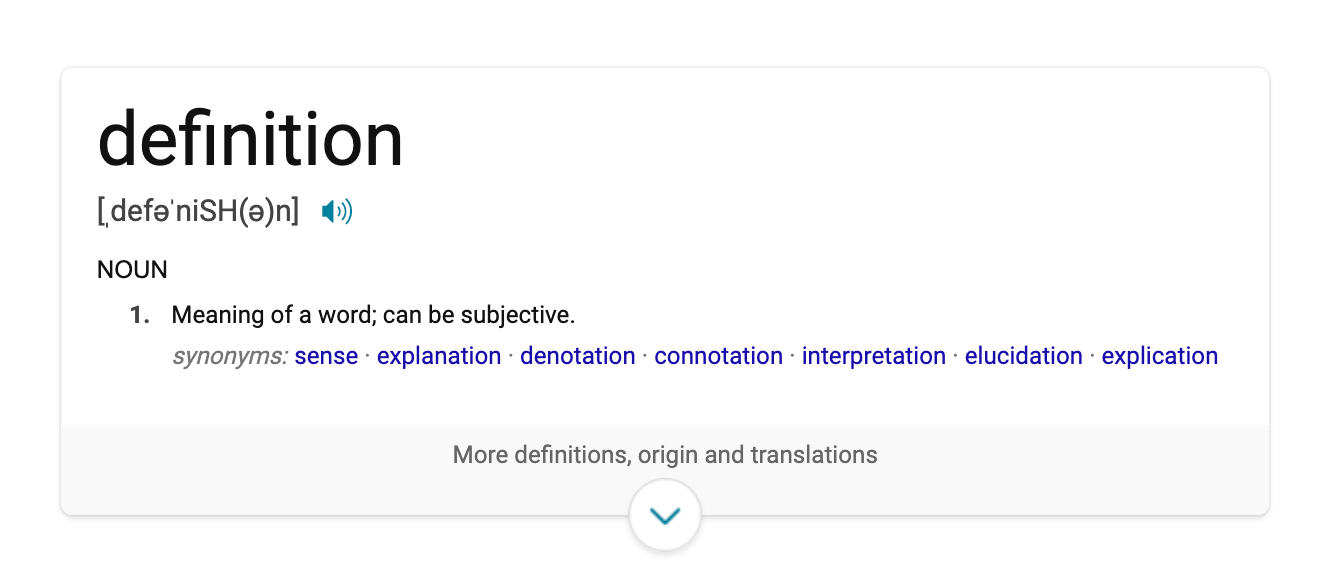 definition
[ˌdefəˈniSH(ə)n]
NOUN
1. Meaning of a word; can be subjective.
synonyms: sense · explanation · denotation · connotation · interpretation · elucidation · explication
More definitions, origin and translations